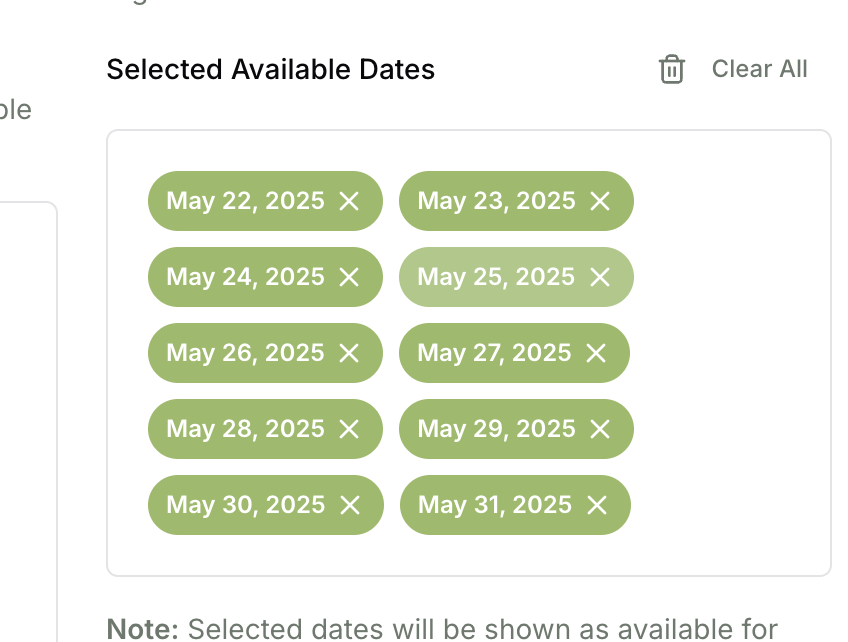 Selected Available Dates
Clear All
May 22, 2025
May 23, 2025
May 24, 2025
May 25, 2025
May 26, 2025
May 27, 2025
May 28, 2025
May 29, 2025
May 30, 2025
May 31, 2025
Note: Selected dates will be shown as available for